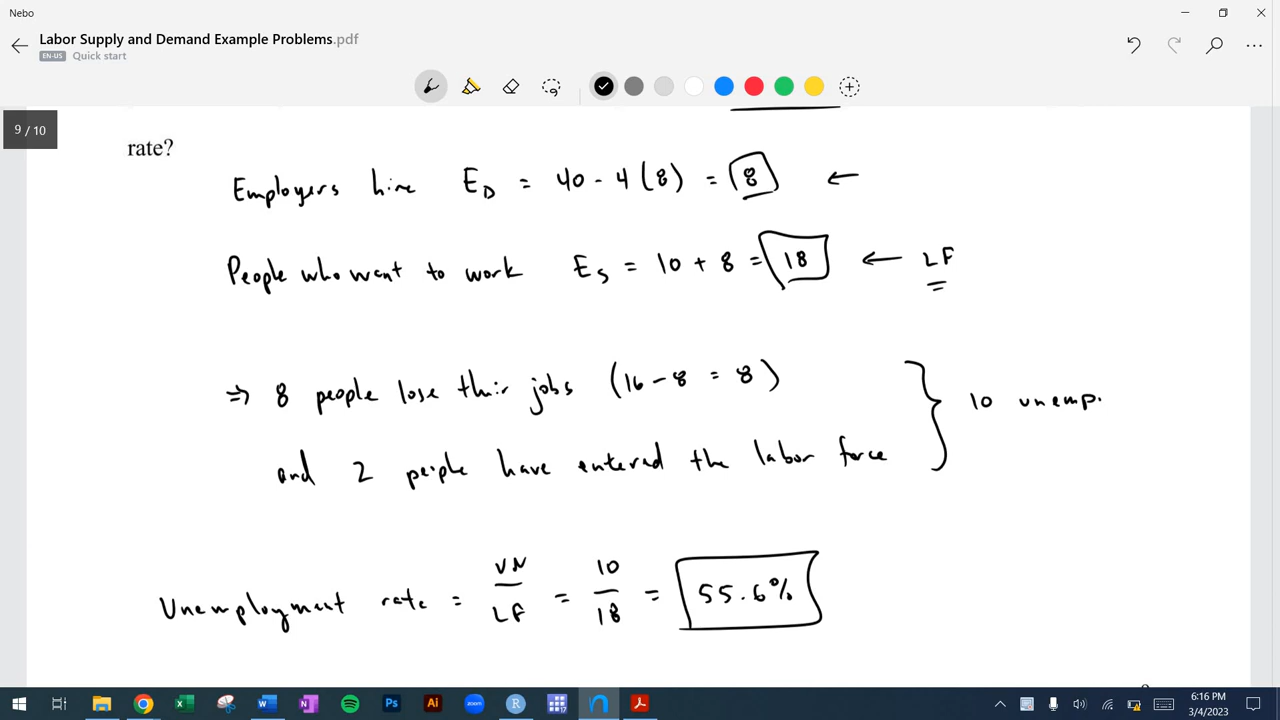 Nebo
Labor Supply and Demand Example Problems.pdf
EN-US Quick start
9 / 10
rate?
Employers hire E_D = 40 - 4(8) = 8 ←
People who want to work E_S = 10 + 8 = 18 ← LF
⇒ 8 people lose their jobs (16 - 8 = 8)
10 unemp.
and 2 people have entered the labor force
Unemployment rate = UN/LF = 10/18 = 55.6%
6:16 PM
3/4/2023